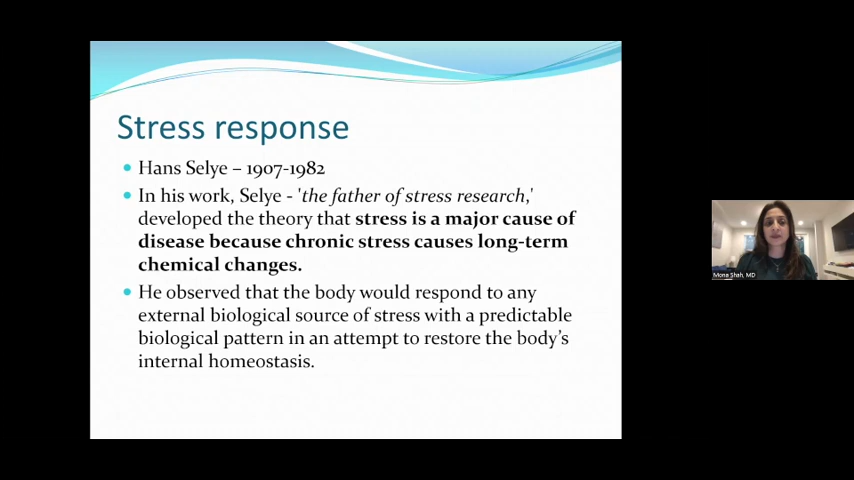 Stress response
• Hans Selye – 1907-1982
• In his work, Selye - 'the father of stress research,'
developed the theory that stress is a major cause of
disease because chronic stress causes long-term
chemical changes.
• He observed that the body would respond to any
external biological source of stress with a predictable
biological pattern in an attempt to restore the body's
internal homeostasis.
Mona Shah, MD